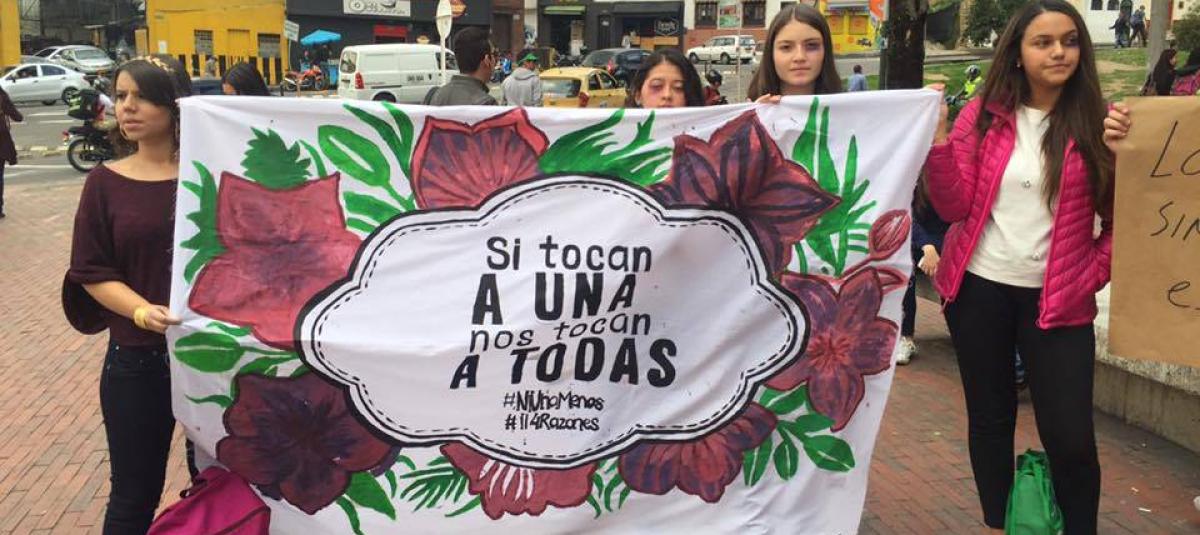 Si tocan
A UNA
nos tocan
A TODAS
#NiUnaMenos
#114Razones